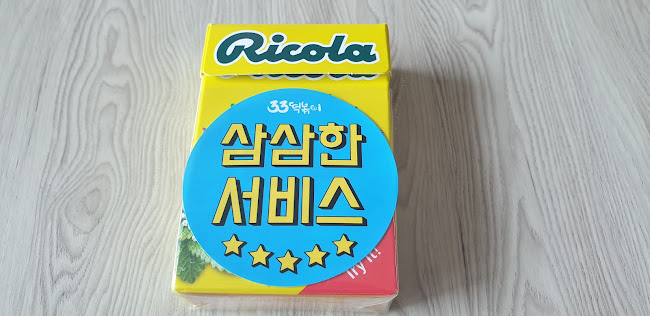 Ricola
33떡볶이
삼삼한
서비스
Try it!